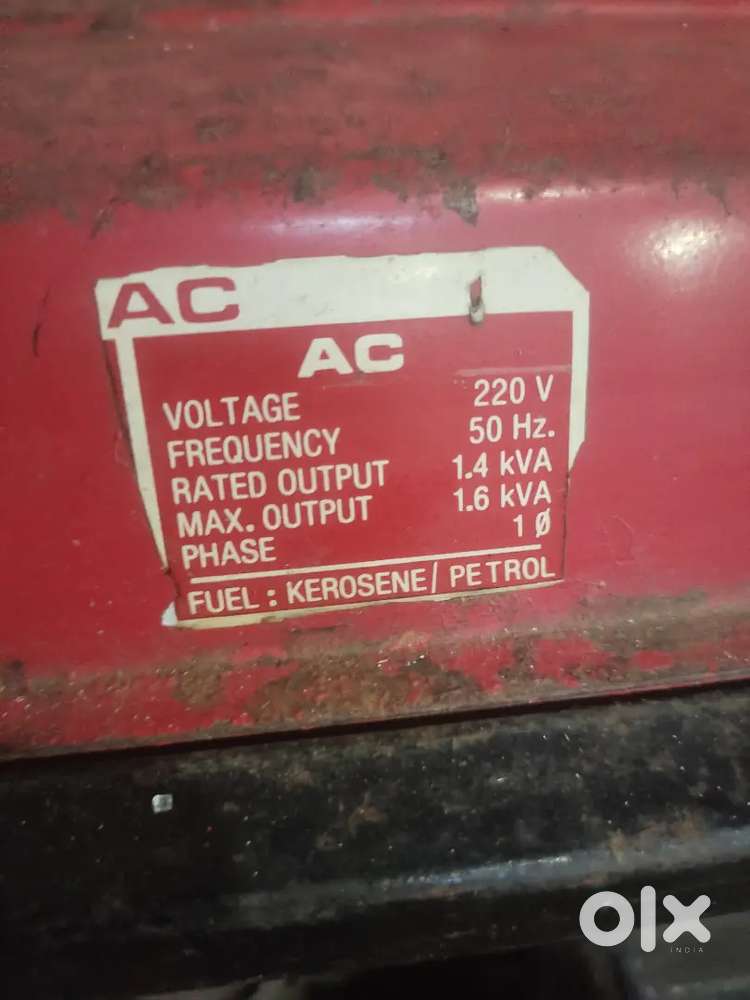 AC
AC
VOLTAGE 220 V
FREQUENCY 50 Hz.
RATED OUTPUT 1.4 kVA
MAX. OUTPUT 1.6 kVA
PHASE 1 Ø
FUEL : KEROSENE/ PETROL
olx
INDIA